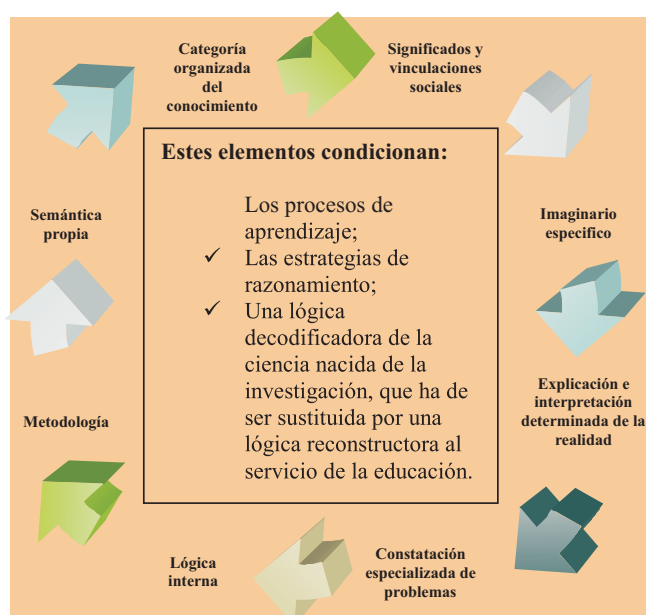 Categoría
organizada
del
conocimiento
Significados y
vinculaciones
sociales
Imaginario
especifico
Explicación e
interpretación
determinada de la
realidad
Constatación
especializada de
problemas
Lógica
interna
Metodología
Semántica
propia
Estes elementos condicionan:
Los procesos de
aprendizaje;
✓ Las estrategias de
razonamiento;
✓ Una lógica
decodificadora de la
ciencia nacida de la
investigación, que ha de
ser sustituida por una
lógica reconstructora al
servicio de la educación.